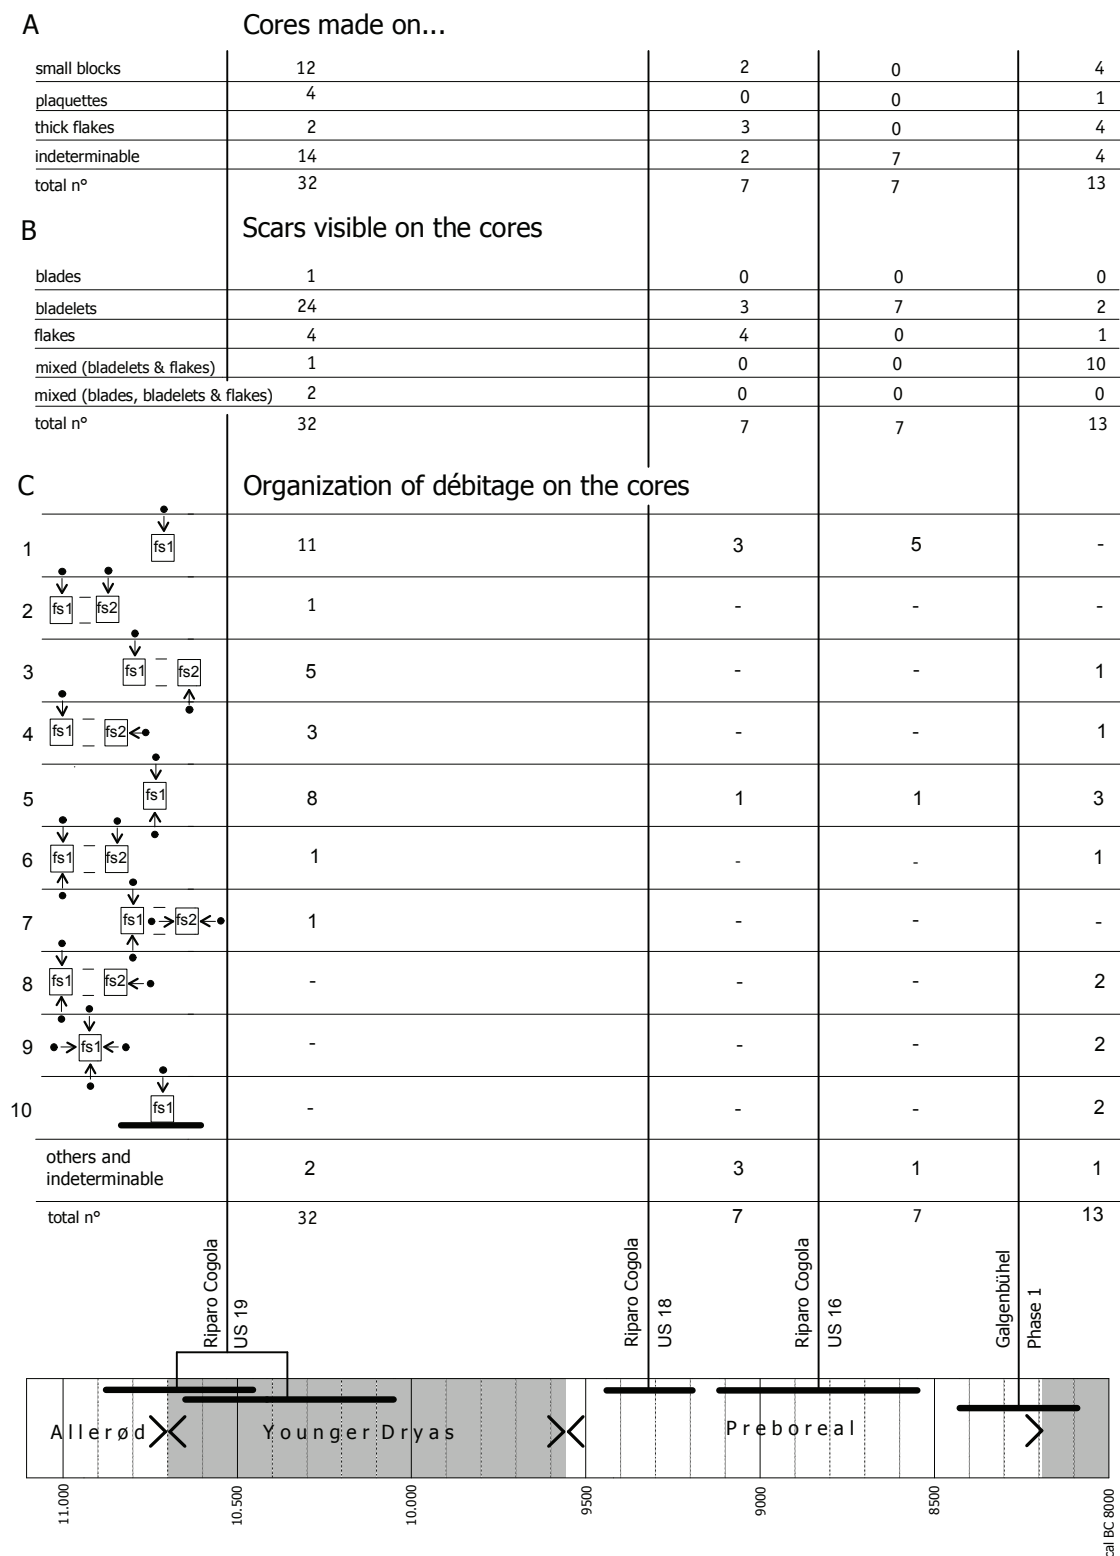 A Cores made on...
small blocks 12 2 0 4
plaquettes 4 0 0 1
thick flakes 2 3 0 4
indeterminable 14 2 7 4
total n° 32 7 7 13
B Scars visible on the cores
blades 1 0 0 0
bladelets 24 3 7 2
flakes 4 4 0 1
mixed (bladelets & flakes) 1 0 0 10
mixed (blades, bladelets & flakes) 2 0 0 0
total n° 32 7 7 13
C Organization of débitage on the cores
1 fs1 11 3 5 -
2 fs1 fs2 1 - - -
3 fs1 fs2 5 - - 1
4 fs1 fs2 3 - - 1
5 fs1 8 1 1 3
6 fs1 fs2 1 - - 1
7 fs1 fs2 1 - - -
8 fs1 fs2 - - - 2
9 fs1 - - - 2
10 fs1 - - - 2
others and
indeterminable 2 3 1 1
total n° 32 7 7 13
Riparo Cogola
US 19
Riparo Cogola
US 18
Riparo Cogola
US 16
Galgenbühel
Phase 1
Allerød Younger Dryas Preboreal
11.000 10.500 10.000 9500 9000 8500 cal BC 8000